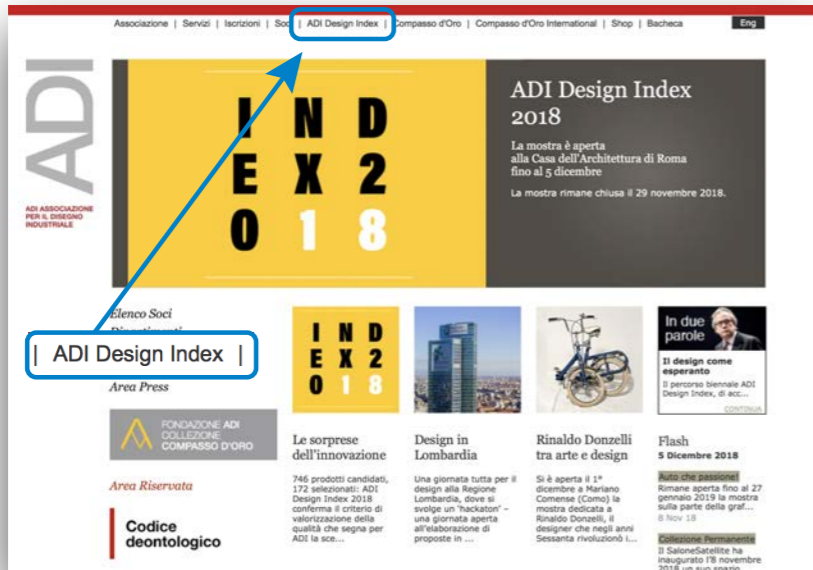 Associazione | Servizi | Iscrizioni | Soci | ADI Design Index | Compasso d'Oro | Compasso d'Oro International | Shop | Bacheca
Eng
ADI
ADI ASSOCIAZIONE
PER IL DISEGNO
INDUSTRIALE
I N D
E X 2
0 1 8
ADI Design Index
2018
La mostra è aperta
alla Casa dell'Architettura di Roma
fino al 5 dicembre
La mostra rimane chiusa il 29 novembre 2018.
Elenco Soci
| ADI Design Index |
Area Press
FONDAZIONE ADI
COLLEZIONE
COMPASSO D'ORO
Area Riservata
Codice
deontologico
I N D
E X 2
0 1 8
Le sorprese
dell'innovazione
746 prodotti candidati,
172 selezionati: ADI
Design Index 2018
conferma il criterio di
valorizzazione della
qualità che segna per
ADI la sce...
Design in
Lombardia
Una giornata tutta per il
design alla Regione
Lombardia, dove si
svolge un 'hackaton' –
una giornata aperta
all'elaborazione di
proposte in ...
Rinaldo Donzelli
tra arte e design
Si è aperta il 1°
dicembre a Mariano
Comense (Como) la
mostra dedicata a
Rinaldo Donzelli, il
designer che negli anni
Sessanta rivoluzionò i...
In due
parole
Il design come
esperanto
Il percorso biennale ADI
Design Index, di acc...
CONTINUA
Flash
5 Dicembre 2018
Auto che passione!
Rimane aperta fino al 27
gennaio 2019 la mostra
sulla parte della graf...
8 Nov 18
Collezione Permanente
Il SaloneSatellite ha
inaugurato l'8 novembre
2018 un suo spazio